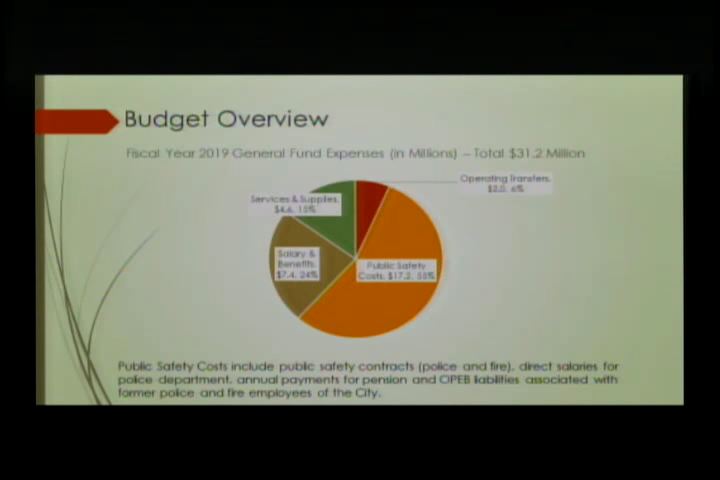 Budget Overview
Fiscal Year 2019 General Fund Expenses (in Millions) – Total $31.2 Million
Operating Transfers,
$2.0, 6%
Services & Supplies,
$4.6, 15%
Salary &
Benefits,
$7.4, 24%
Public Safety
Costs, $17.2, 55%
Public Safety Costs include public safety contracts (police and fire), direct salaries for
police department, annual payments for pension and OPEB liabilities associated with
former police and fire employees of the City.